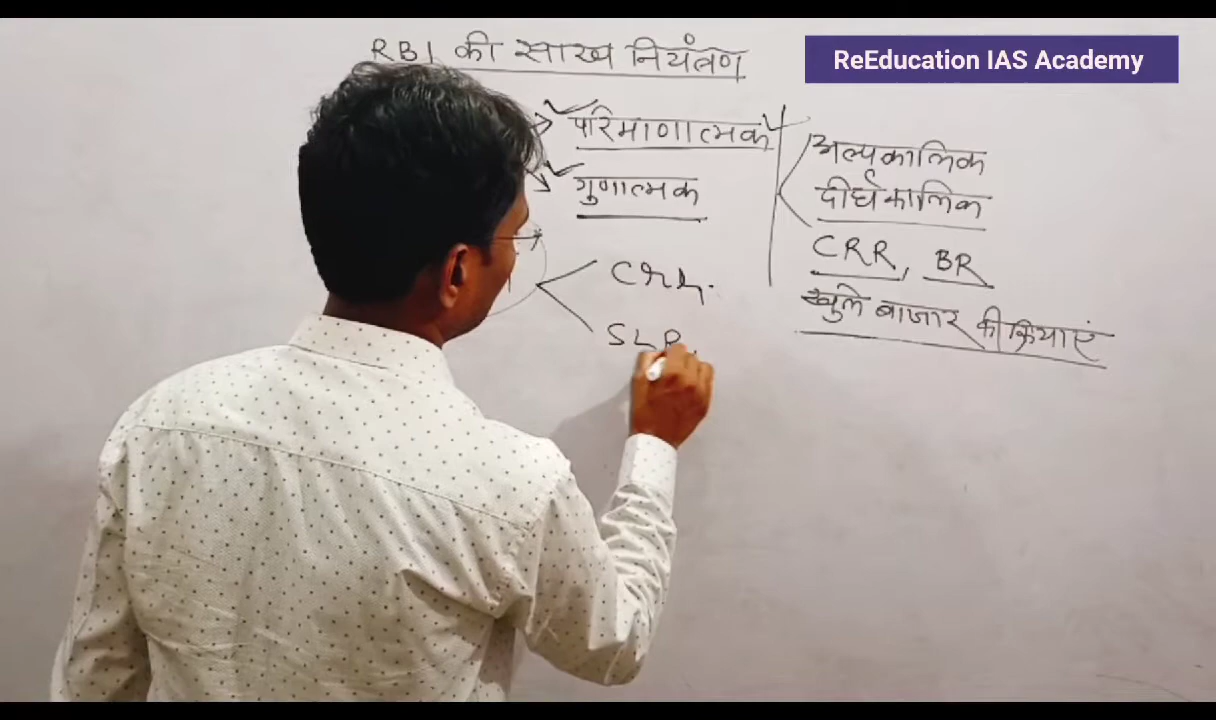 RBI की साख नियंत्रण
ReEducation IAS Academy
परिमाणात्मक
गुणात्मक
अल्पकालिक
दीर्घकालिक
CRR, BR
खुले बाजार की क्रियाएं
CRR.
SLR